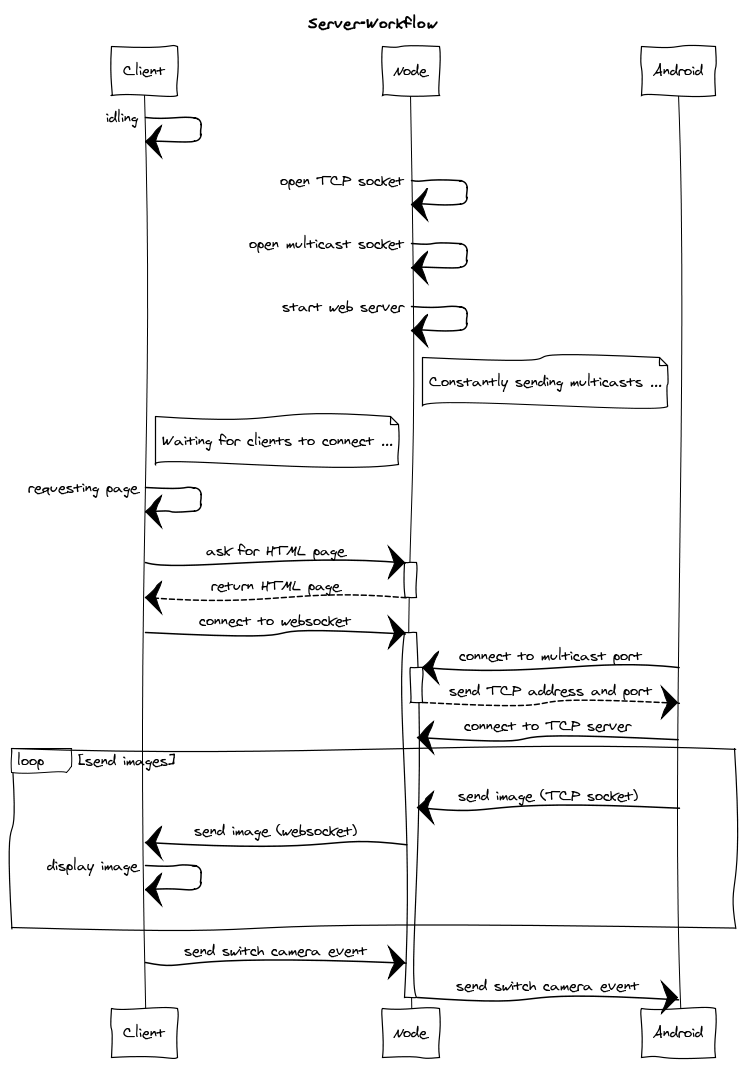 Server-Workflow
Client
Node
Android
idling
open TCP socket
open multicast socket
start web server
Constantly sending multicasts ...
Waiting for clients to connect ...
requesting page
ask for HTML page
return HTML page
connect to websocket
connect to multicast port
send TCP address and port
connect to TCP server
loop [send images]
send image (TCP socket)
send image (websocket)
display image
send switch camera event
send switch camera event
Client
Node
Android